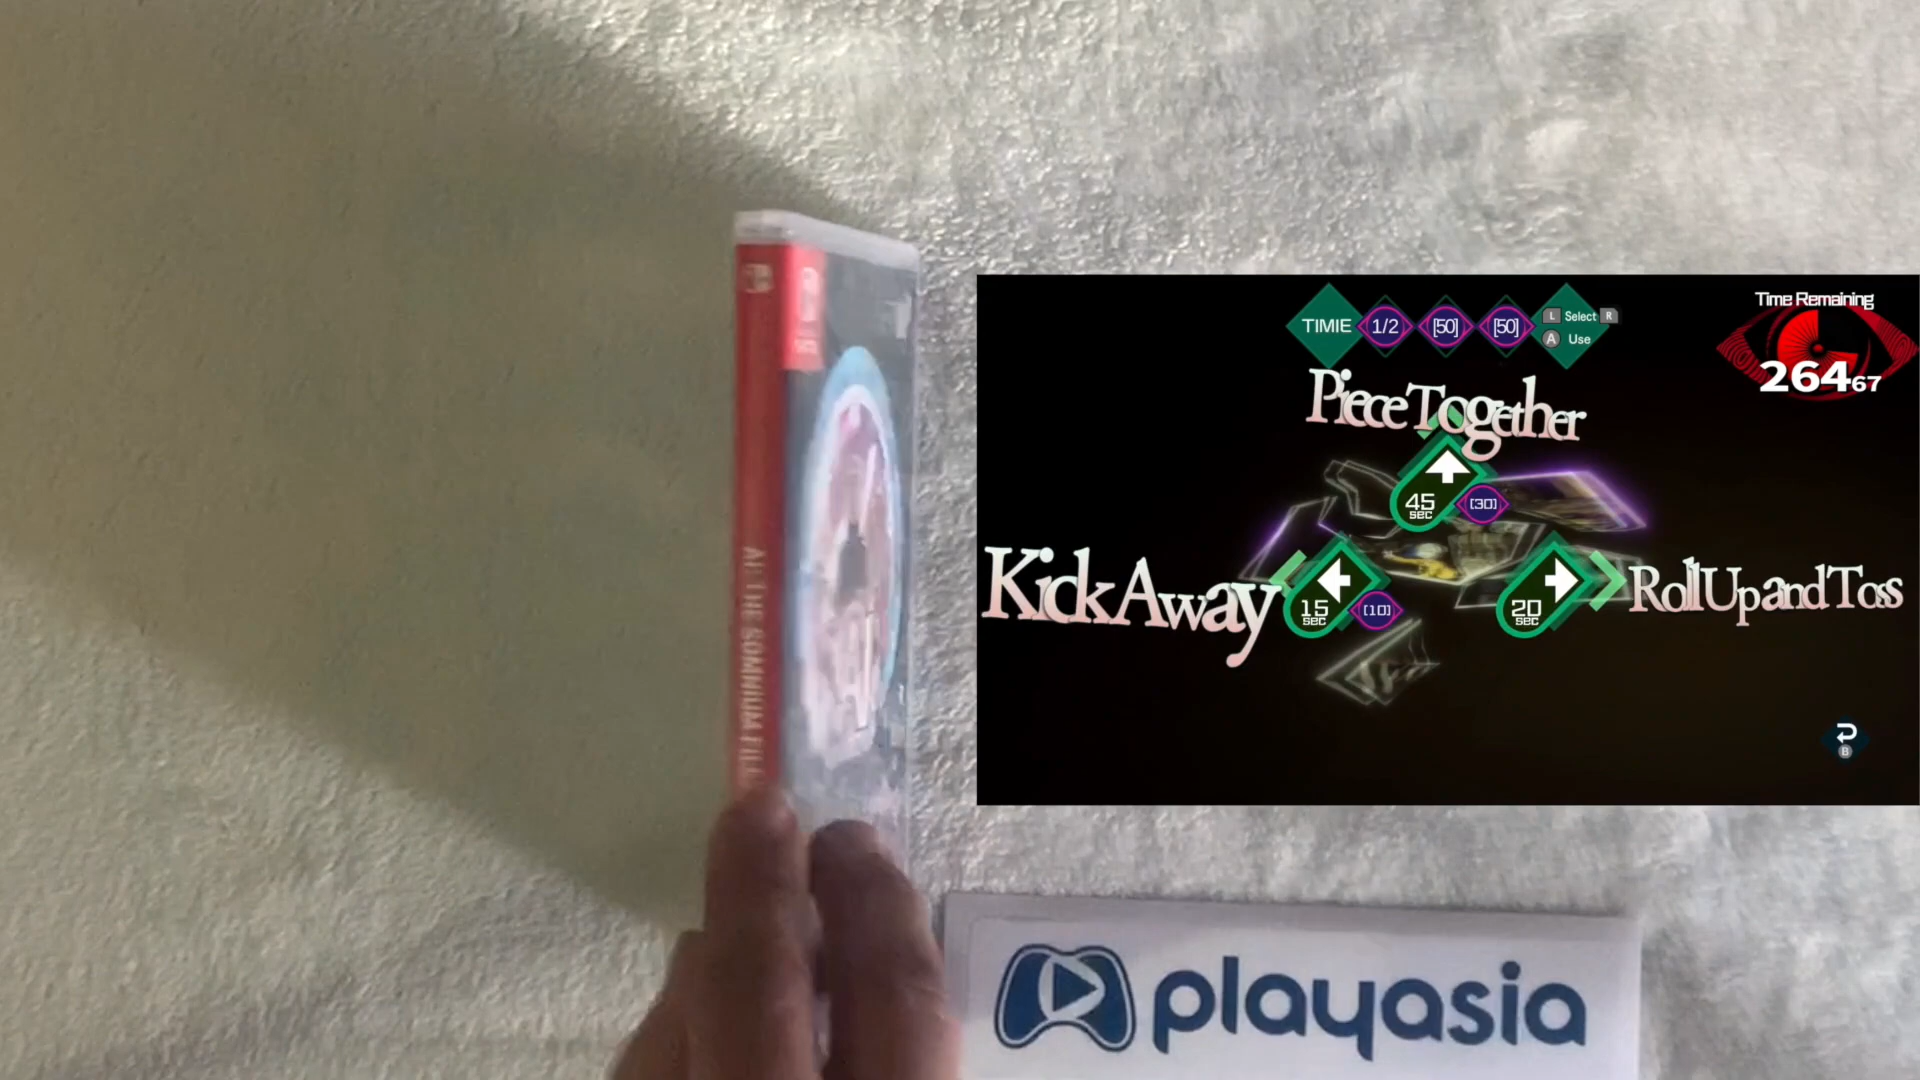 AI: THE SOMNIUM FILE
Time Remaining
264 67
TIMIE 1/2 [50] [50] L Select R
A Use
Piece Together
45 sec [30]
Kick Away
15 sec [10]
20 sec
Roll Up and Toss
B
playasia